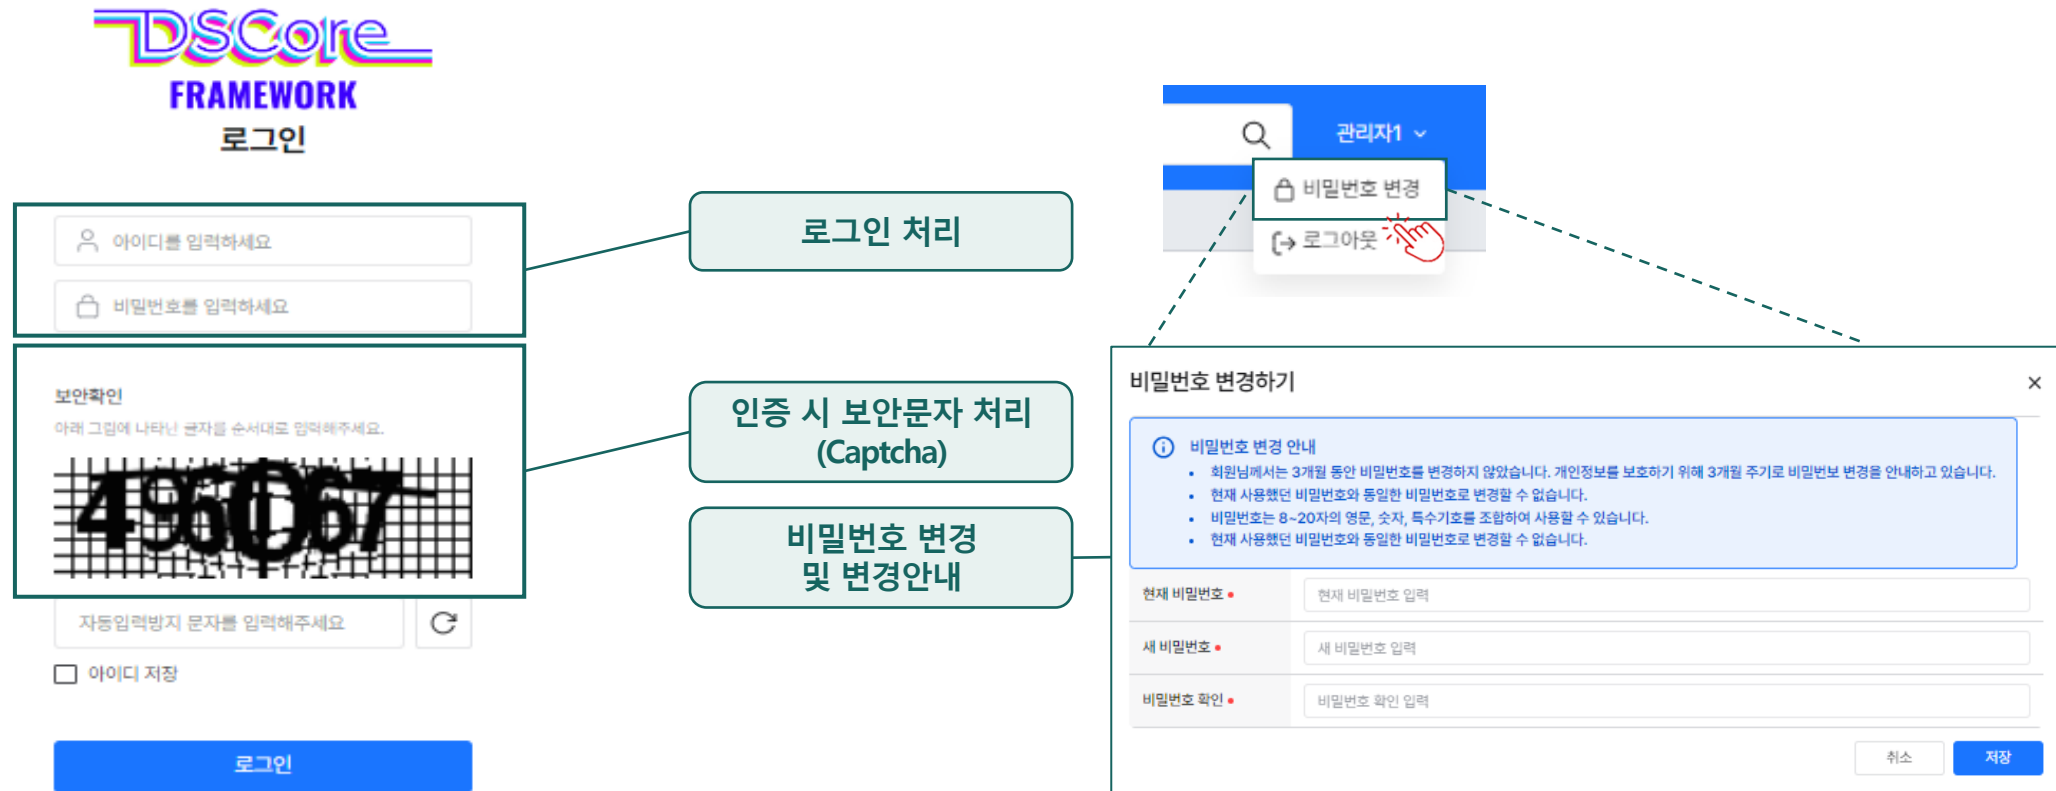 DSCore
FRAMEWORK
로그인
아이디를 입력하세요
비밀번호를 입력하세요
보안확인
아래 그림에 나타난 글자를 순서대로 입력해주세요.
자동입력방지 문자를 입력해주세요
아이디 저장
로그인
로그인 처리
인증 시 보안문자 처리
(Captcha)
비밀번호 변경
및 변경안내
관리자1
비밀번호 변경
로그아웃
비밀번호 변경하기
비밀번호 변경 안내
• 회원님께서는 3개월 동안 비밀번호를 변경하지 않았습니다. 개인정보를 보호하기 위해 3개월 주기로 비밀번보 변경을 안내하고 있습니다.
• 현재 사용했던 비밀번호와 동일한 비밀번호로 변경할 수 없습니다.
• 비밀번호는 8~20자의 영문, 숫자, 특수기호를 조합하여 사용할 수 있습니다.
• 현재 사용했던 비밀번호와 동일한 비밀번호로 변경할 수 없습니다.
현재 비밀번호 •
현재 비밀번호 입력
새 비밀번호 •
새 비밀번호 입력
비밀번호 확인 •
비밀번호 확인 입력
취소
저장